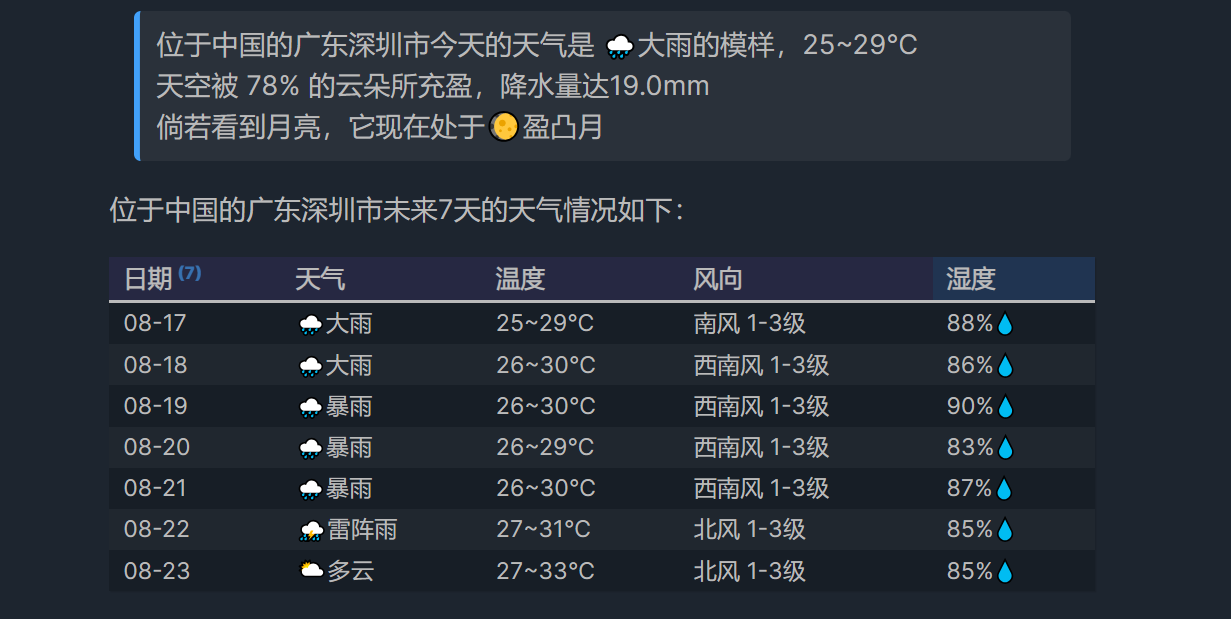 位于中国的广东深圳市今天的天气是 🌧️大雨的模样，25~29°C
天空被 78% 的云朵所充盈，降水量达19.0mm
倘若看到月亮，它现在处于🌔盈凸月
位于中国的广东深圳市未来7天的天气情况如下：
日期 (7) 天气 温度 风向 湿度
08-17 🌧️大雨 25~29°C 南风 1-3级 88%💧
08-18 🌧️大雨 26~30°C 西南风 1-3级 86%💧
08-19 🌧️暴雨 26~30°C 西南风 1-3级 90%💧
08-20 🌧️暴雨 26~29°C 西南风 1-3级 83%💧
08-21 🌧️暴雨 26~30°C 西南风 1-3级 87%💧
08-22 ⛈️雷阵雨 27~31°C 北风 1-3级 85%💧
08-23 🌥️多云 27~33°C 北风 1-3级 85%💧